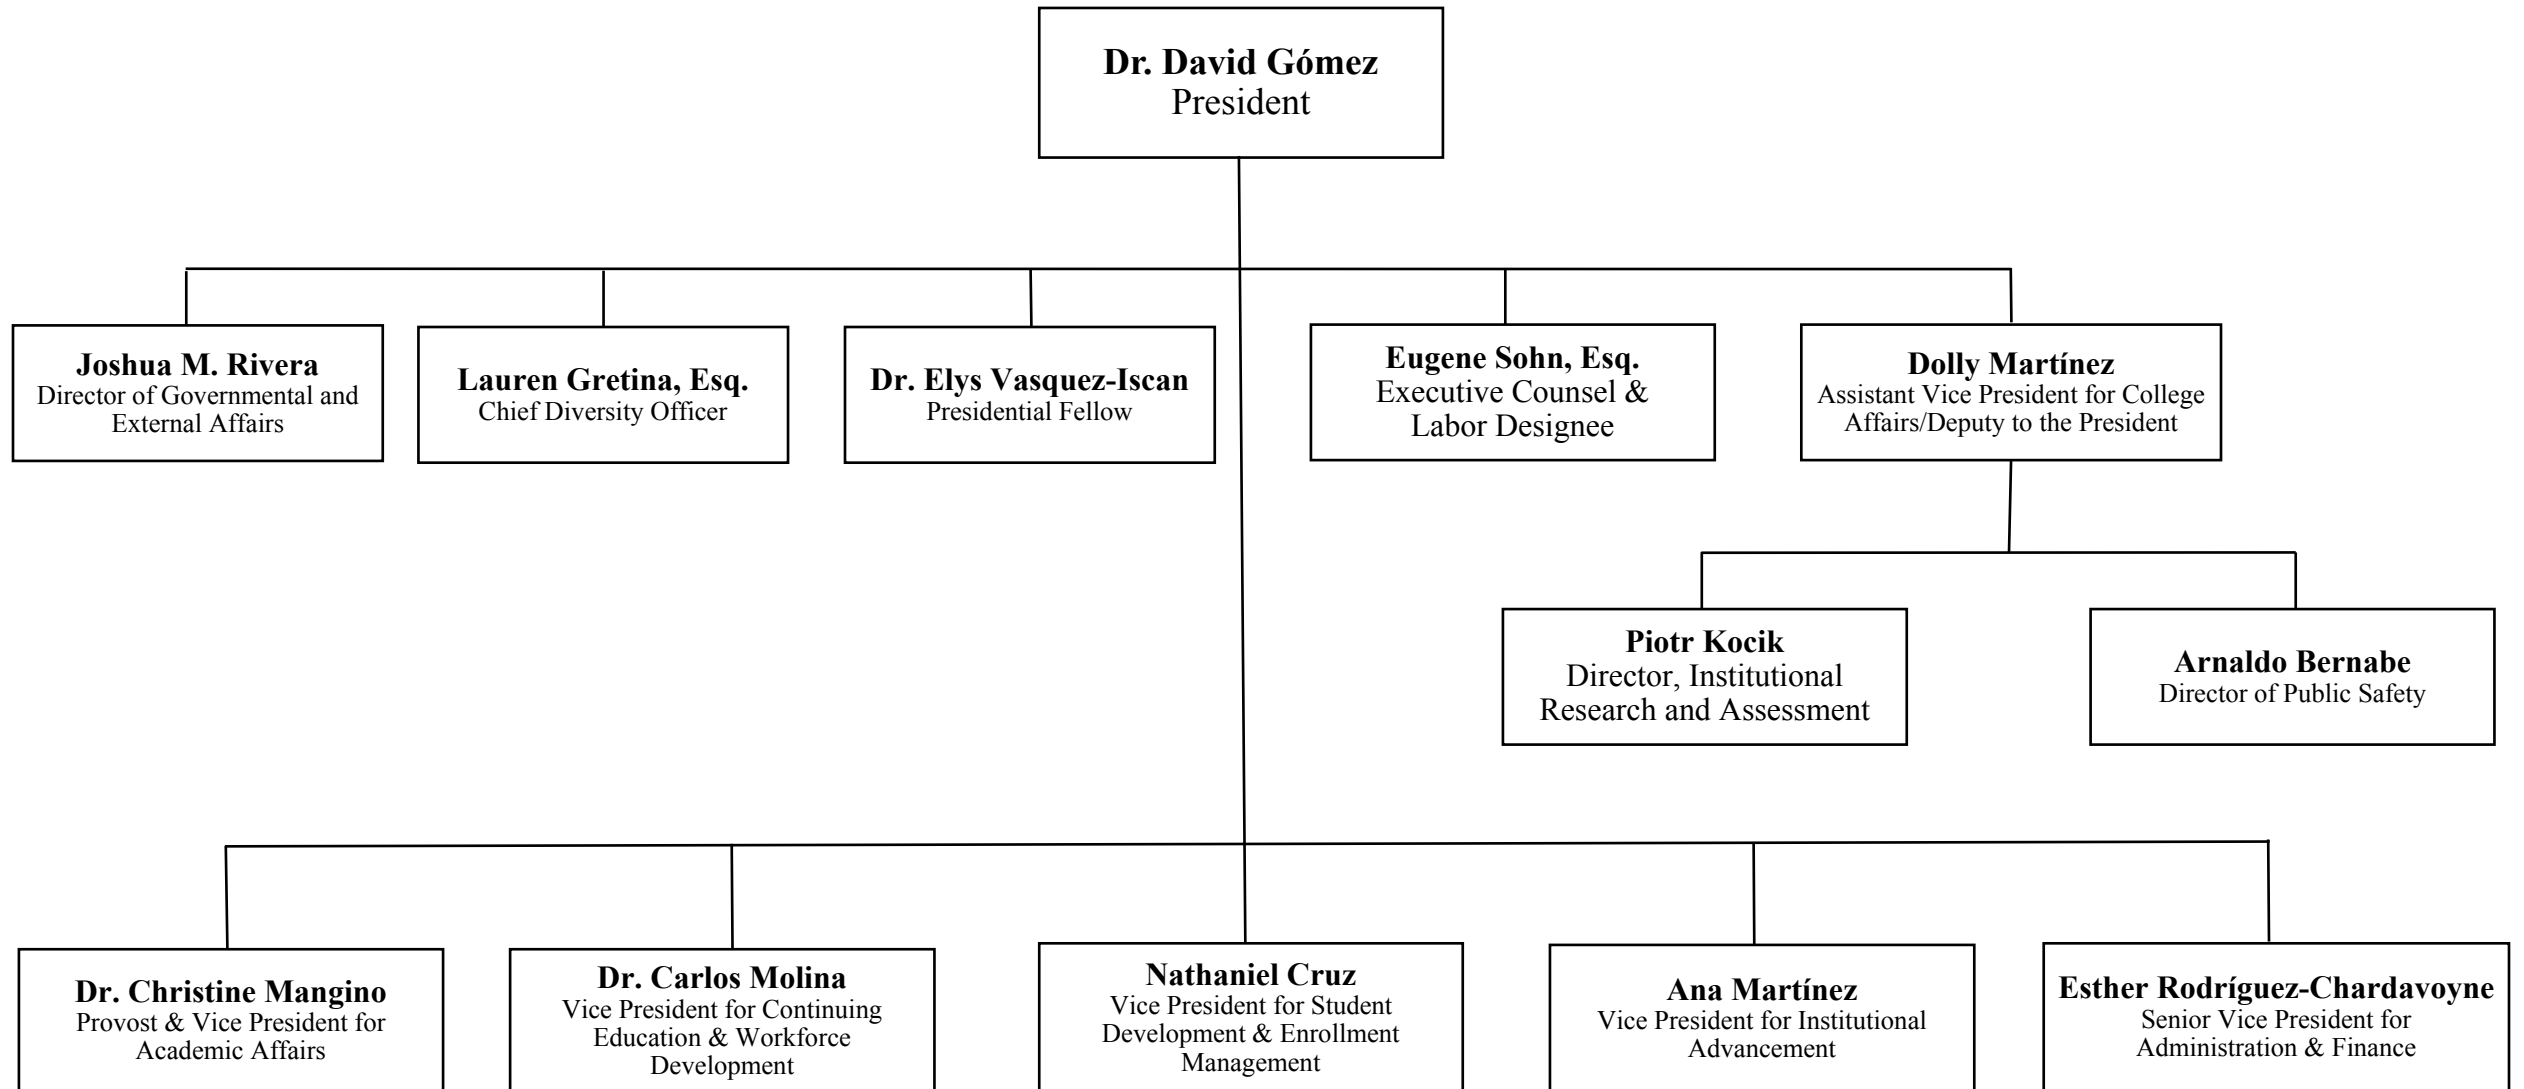 Dr. David Gómez
President
Joshua M. Rivera
Director of Governmental and
External Affairs
Lauren Gretina, Esq.
Chief Diversity Officer
Dr. Elys Vasquez-Iscan
Presidential Fellow
Eugene Sohn, Esq.
Executive Counsel &
Labor Designee
Dolly Martínez
Assistant Vice President for College
Affairs/Deputy to the President
Piotr Kocik
Director, Institutional
Research and Assessment
Arnaldo Bernabe
Director of Public Safety
Dr. Christine Mangino
Provost & Vice President for
Academic Affairs
Dr. Carlos Molina
Vice President for Continuing
Education & Workforce
Development
Nathaniel Cruz
Vice President for Student
Development & Enrollment
Management
Ana Martínez
Vice President for Institutional
Advancement
Esther Rodríguez-Chardavoyne
Senior Vice President for
Administration & Finance